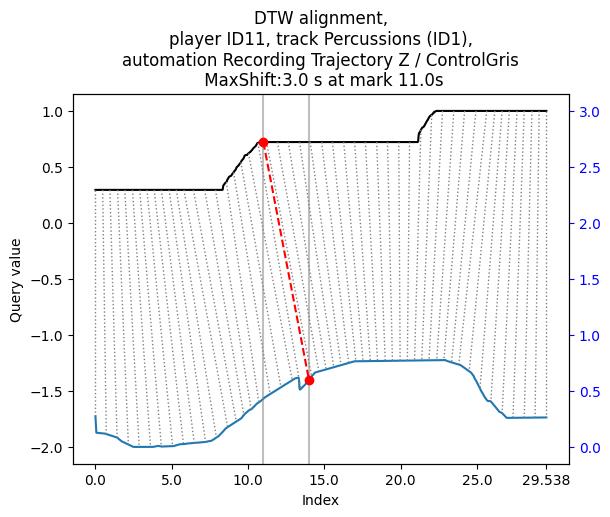 DTW alignment,
player ID11, track Percussions (ID1),
automation Recording Trajectory Z / ControlGris
MaxShift:3.0 s at mark 11.0s
1.0
0.5
0.0
−0.5
−1.0
−1.5
−2.0
Query value
3.0
2.5
2.0
1.5
1.0
0.5
0.0
0.0 5.0 10.0 15.0 20.0 25.0 29.538
Index